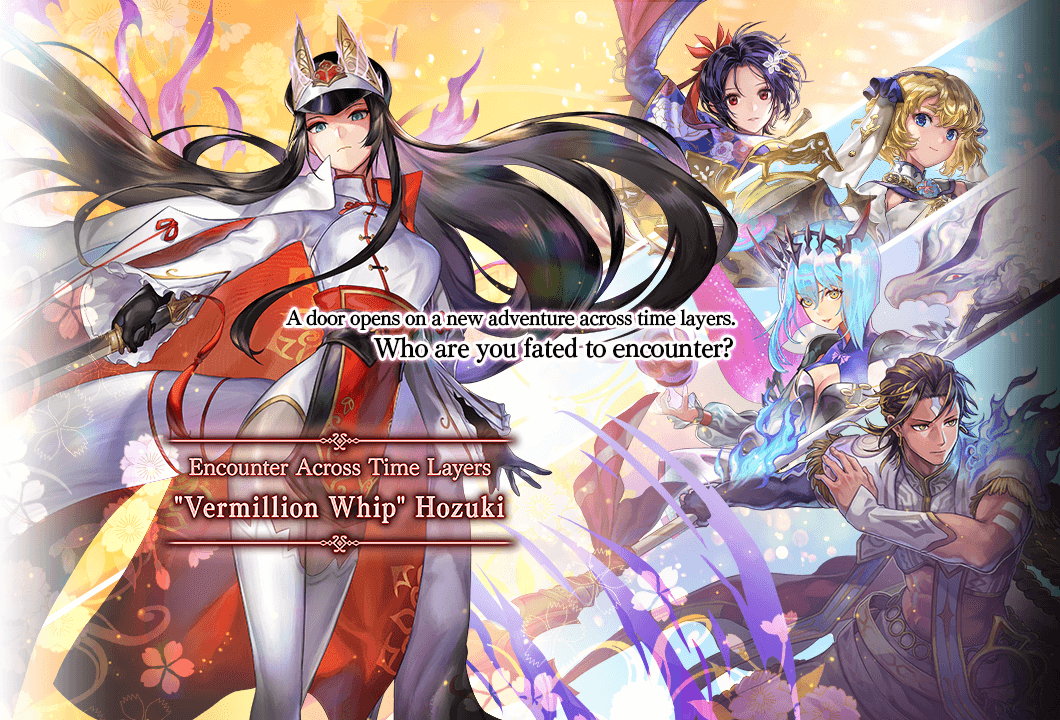 A door opens on a new adventure across time layers.
Who are you fated to encounter?
Encounter Across Time Layers
"Vermillion Whip" Hozuki